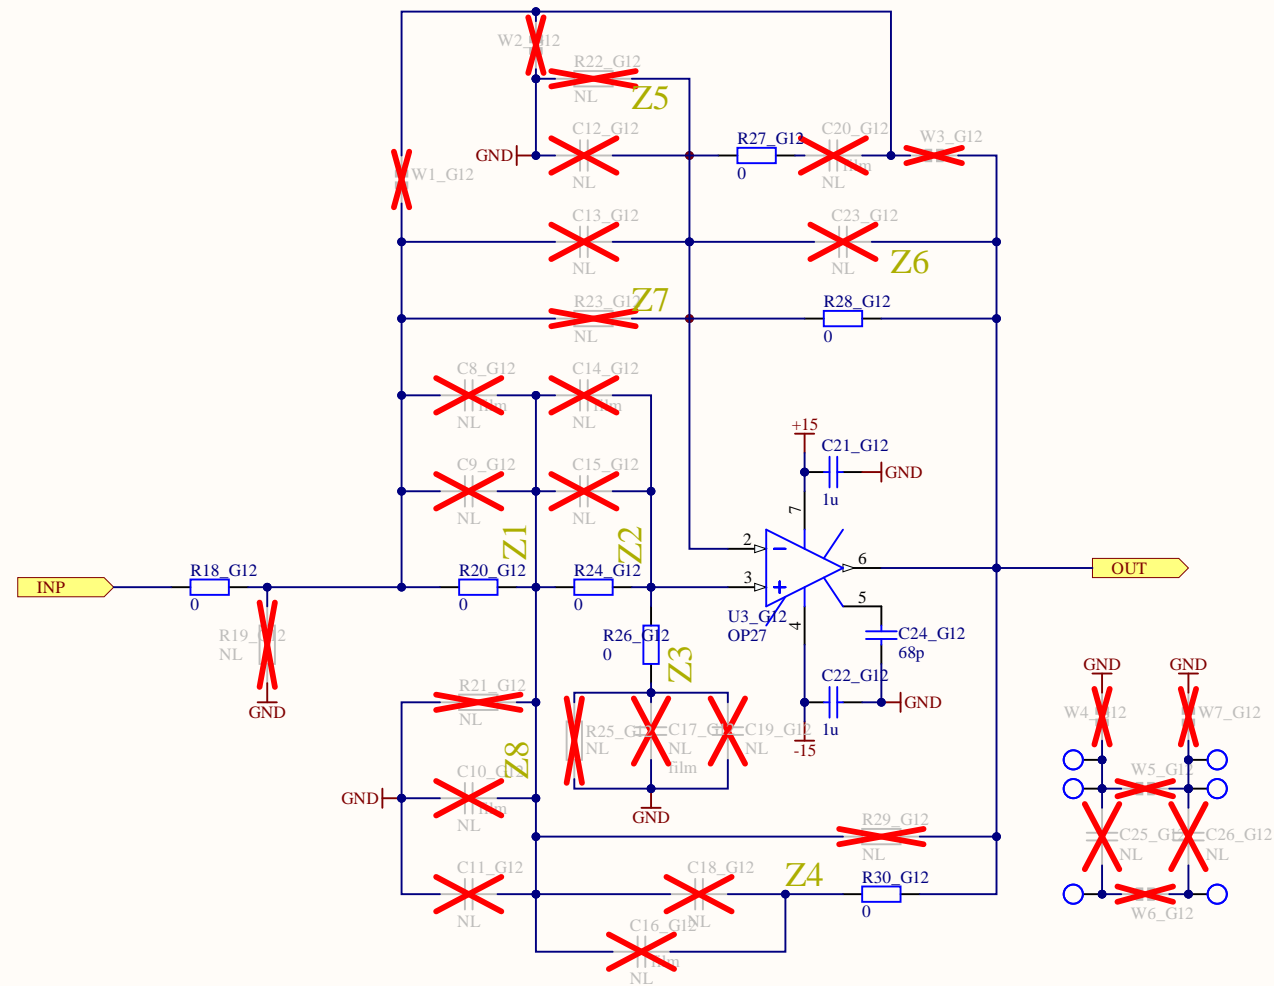 W2_G12
R22_G12
NL
Z5
C12_G12
GND
NL
R27_G12
0
C20_G12
film
NL
W3_G12
W1_G12
C13_G12
NL
C23_G12
NL
Z6
R23_G12
NL
Z7
R28_G12
0
C8_G12
film
NL
C14_G12
film
NL
+15
C21_G12
GND
1u
C9_G12
NL
C15_G12
NL
7
Z1
Z2
2
3
6
5
4
INP
R18_G12
0
R20_G12
0
R24_G12
0
OUT
U3_G12
OP27
C24_G12
68p
R19_G12
NL
GND
R26_G12
0
Z3
C22_G12
GND
1u
-15
R21_G12
NL
R25_G12
NL
C17_G12
NL
film
C19_G12
NL
GND
Z8
C10_G12
film
NL
GND
R29_G12
NL
C11_G12
NL
C18_G12
NL
Z4
R30_G12
0
C16_G12
film
NL
GND
GND
W4_G12
W7_G12
W5_G12
C25_G12
NL
C26_G12
NL
W6_G12